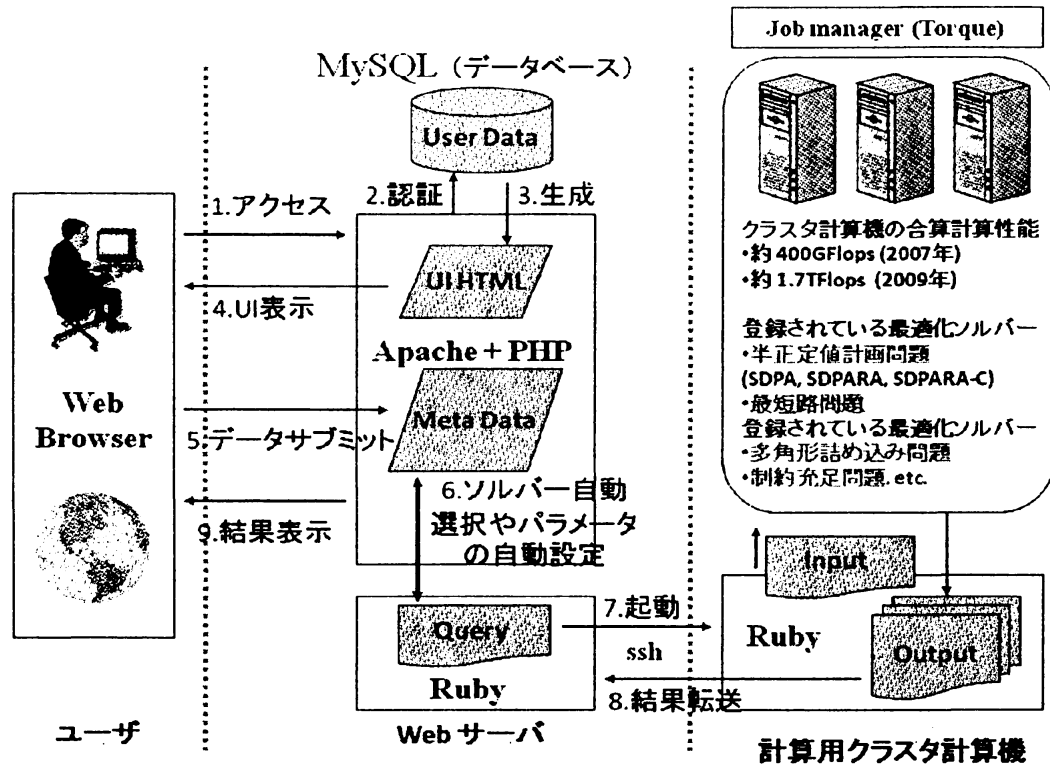 Job manager (Torque)
MySQL (データベース)
User Data
1.アクセス
2.認証
3.生成
UI HTML
4.UI表示
Apache + PHP
Web
Browser
Meta Data
5.データサブミット
6.ソルバー自動
選択やパラメータ
の自動設定
9.結果表示
Query
Ruby
7.起動
ssh
8.結果転送
クラスタ計算機の合算計算性能
・約 400GFlops (2007年)
・約 1.7TFlops (2009年)
登録されている最適化ソルバー
・半正定値計画問題
(SDPA, SDPARA, SDPARA-C)
・最短路問題
登録されている最適化ソルバー
・多角形詰め込み問題
・制約充足問題. etc.
Input
Ruby
Output
ユーザ
Web サーバ
計算用クラスタ計算機